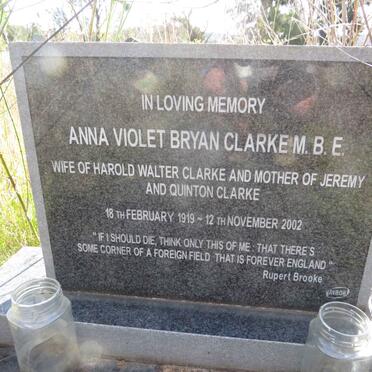 IN LOVING MEMORY
ANNA VIOLET BRYAN CLARKE M. B. E.
WIFE OF HAROLD WALTER CLARKE AND MOTHER OF JEREMY
AND QUINTON CLARKE
18 TH FEBRUARY 1919 ~ 12 TH NOVEMBER 2002
" IF I SHOULD DIE, THINK ONLY THIS OF ME : THAT THERE'S
SOME CORNER OF A FOREIGN FIELD THAT IS FOREVER ENGLAND "
Rupert Brooke